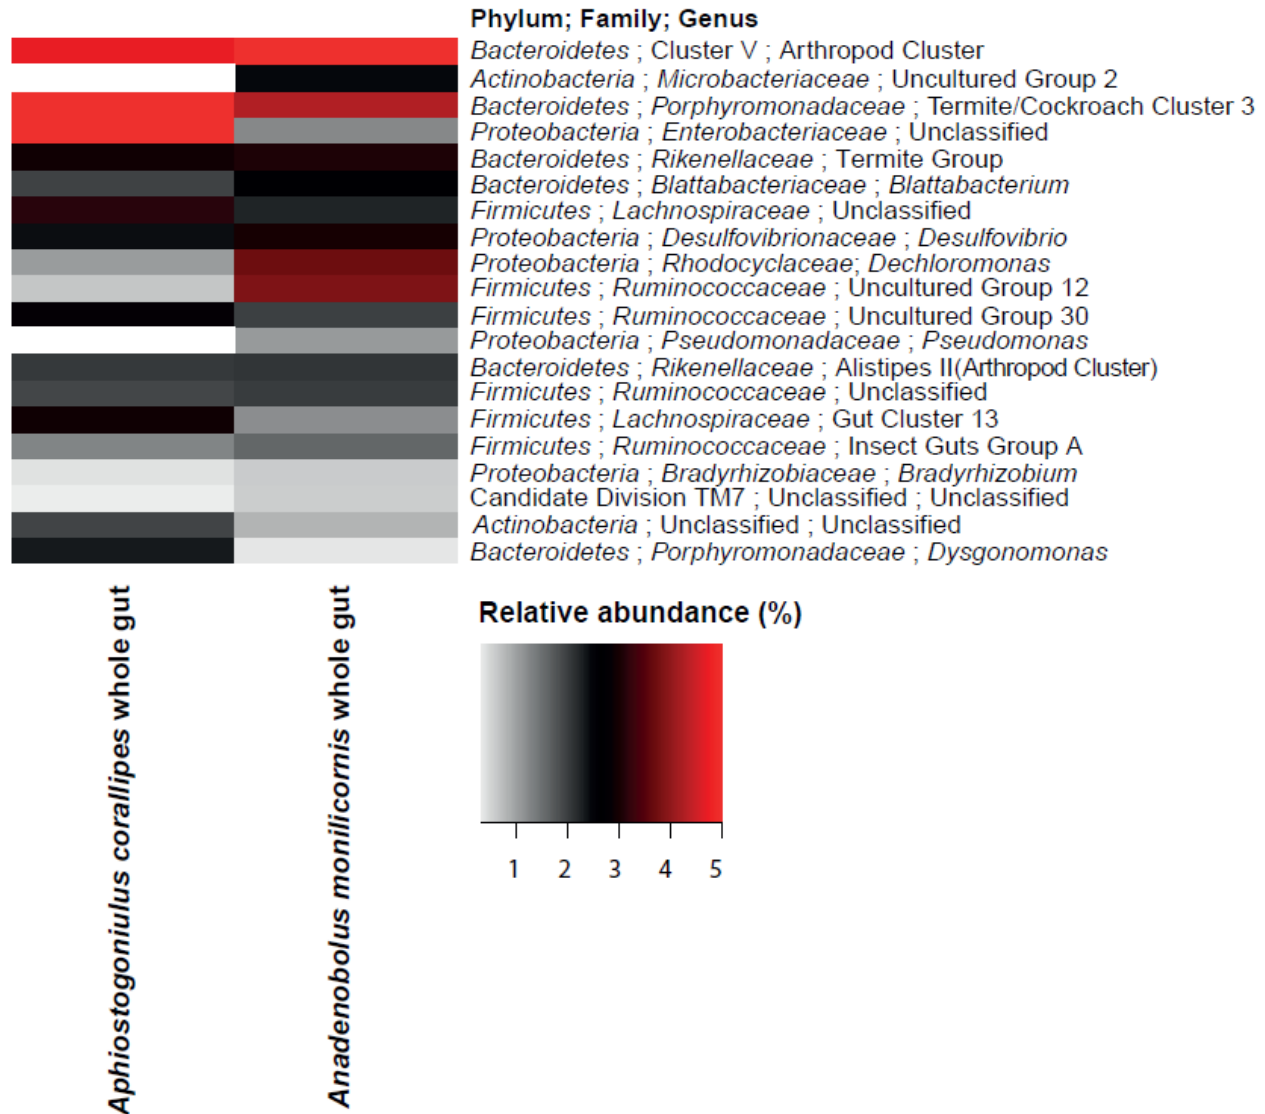 Phylum; Family; Genus
Bacteroidetes ; Cluster V ; Arthropod Cluster
Actinobacteria ; Microbacteriaceae ; Uncultured Group 2
Bacteroidetes ; Porphyromonadaceae ; Termite/Cockroach Cluster 3
Proteobacteria ; Enterobacteriaceae ; Unclassified
Bacteroidetes ; Rikenellaceae ; Termite Group
Bacteroidetes ; Blattabacteriaceae ; Blattabacterium
Firmicutes ; Lachnospiraceae ; Unclassified
Proteobacteria ; Desulfovibrionaceae ; Desulfovibrio
Proteobacteria ; Rhodocyclaceae; Dechloromonas
Firmicutes ; Ruminococcaceae ; Uncultured Group 12
Firmicutes ; Ruminococcaceae ; Uncultured Group 30
Proteobacteria ; Pseudomonadaceae ; Pseudomonas
Bacteroidetes ; Rikenellaceae ; Alistipes II(Arthropod Cluster)
Firmicutes ; Ruminococcaceae ; Unclassified
Firmicutes ; Lachnospiraceae ; Gut Cluster 13
Firmicutes ; Ruminococcaceae ; Insect Guts Group A
Proteobacteria ; Bradyrhizobiaceae ; Bradyrhizobium
Candidate Division TM7 ; Unclassified ; Unclassified
Actinobacteria ; Unclassified ; Unclassified
Bacteroidetes ; Porphyromonadaceae ; Dysgonomonas
Aphiostogoniulus corallipes whole gut
Anadenobolus monilicornis whole gut
Relative abundance (%)
1 2 3 4 5